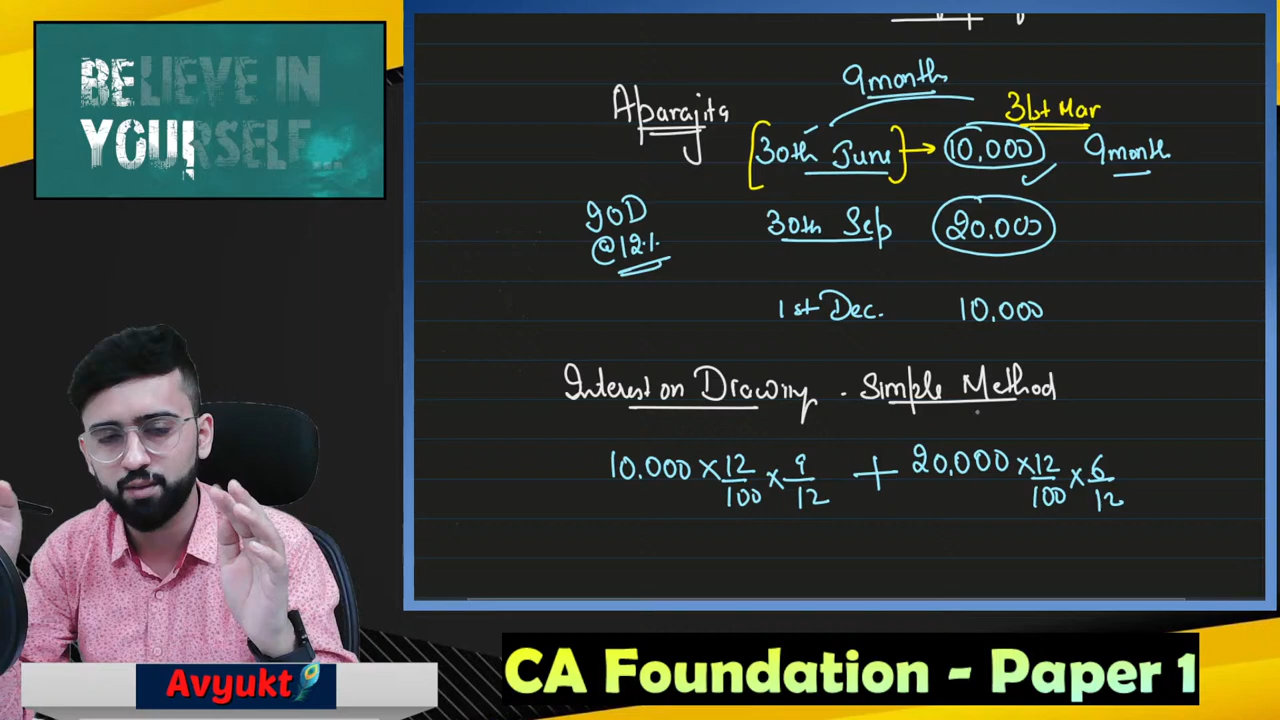 BELIEVE IN
YOURSELF...
9months
Aparajita
31st Mar
30th June → 10,000 9month
IOD
@12%
30th Sep 20,000
1st Dec. 10,000
Interest on Drawing - Simple Method
10,000 × 12/100 × 9/12 + 20,000 × 12/100 × 6/12
Avyukt
CA Foundation - Paper 1